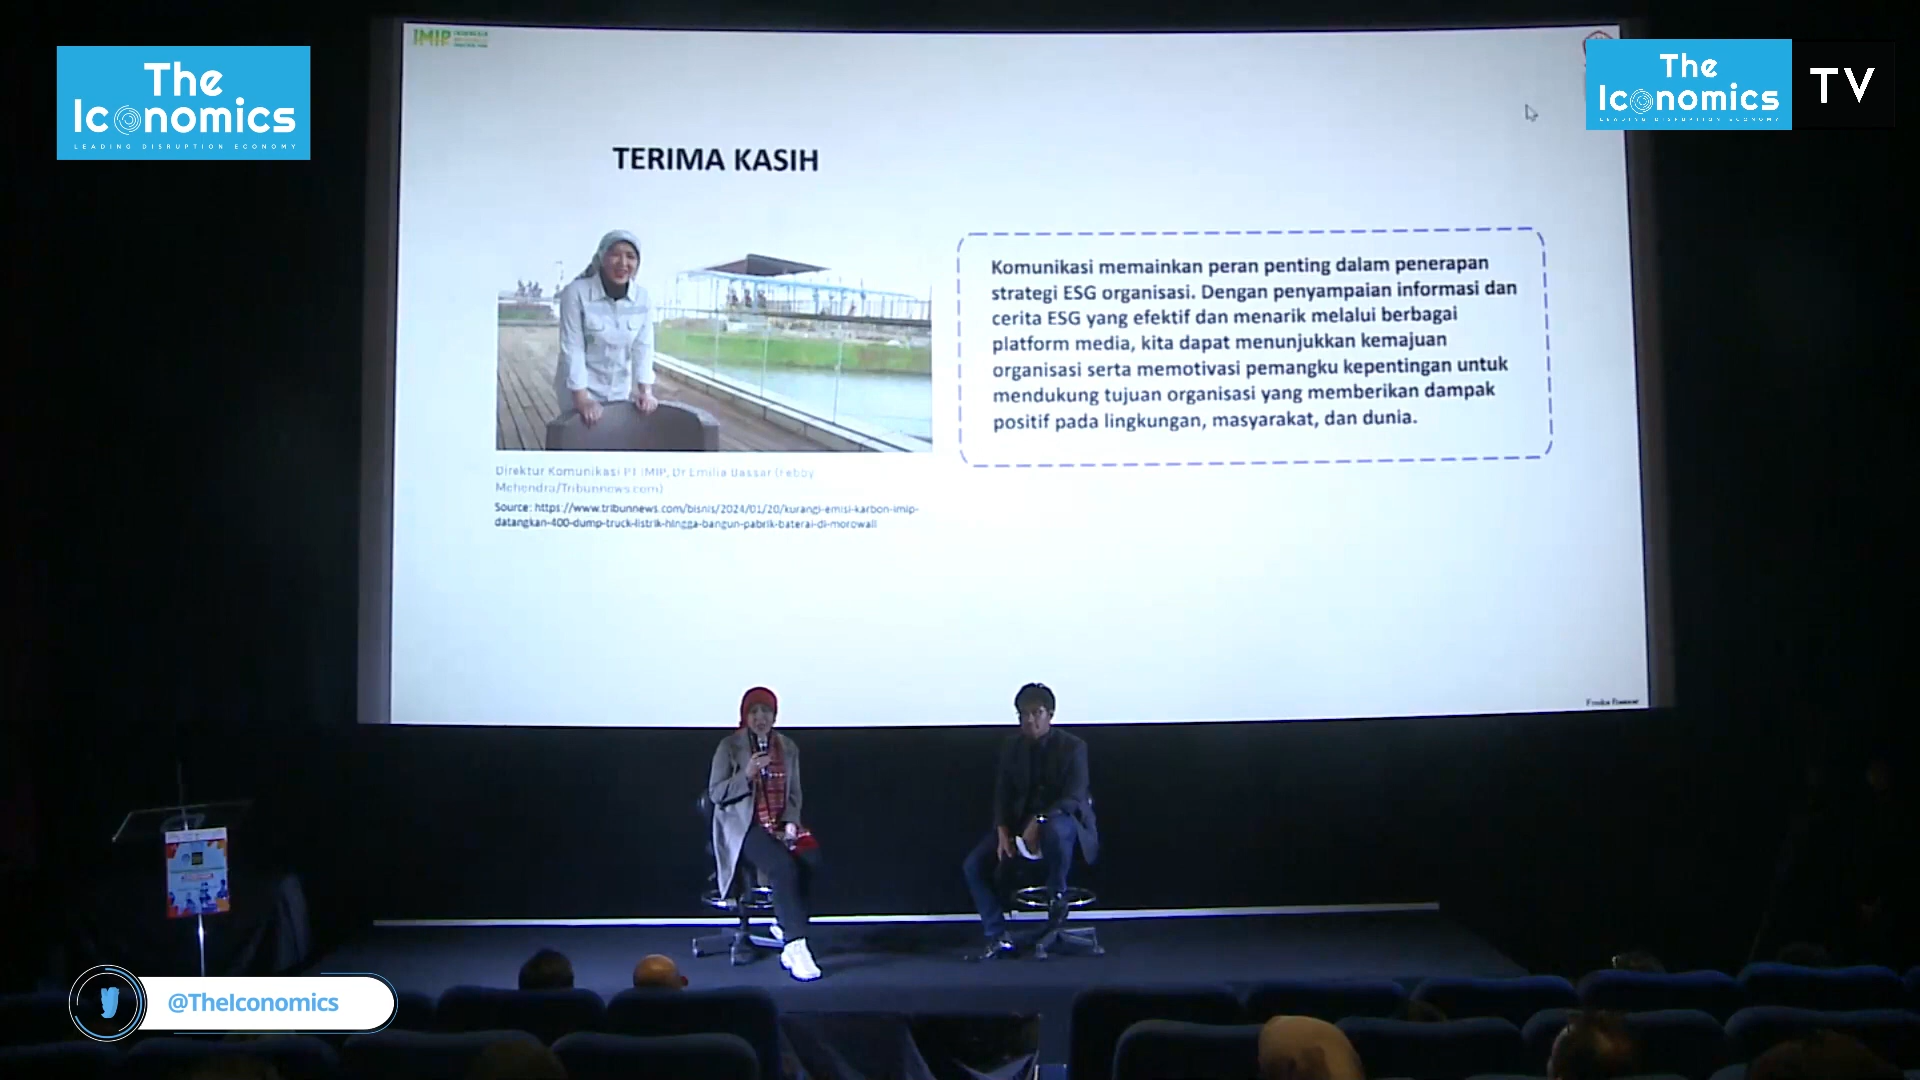 The
Iconomics
LEADING DISRUPTION ECONOMY
IMIP
The
Iconomics
LEADING DISRUPTION ECONOMY
TV
TERIMA KASIH
Komunikasi memainkan peran penting dalam penerapan
strategi ESG organisasi. Dengan penyampaian informasi dan
cerita ESG yang efektif dan menarik melalui berbagai
platform media, kita dapat menunjukkan kemajuan
organisasi serta memotivasi pemangku kepentingan untuk
mendukung tujuan organisasi yang memberikan dampak
positif pada lingkungan, masyarakat, dan dunia.
Direktur Komunikasi PT IMIP, Dr Emilia Bassar (Febby
Mahendra/Tribunnews.com)
Source: https://www.tribunnews.com/bisnis/2024/01/20/kurangi-emisi-karbon-imip-
datangkan-400-dump-truck-listrik-hingga-bangun-pabrik-baterai-di-morowali
@TheIconomics